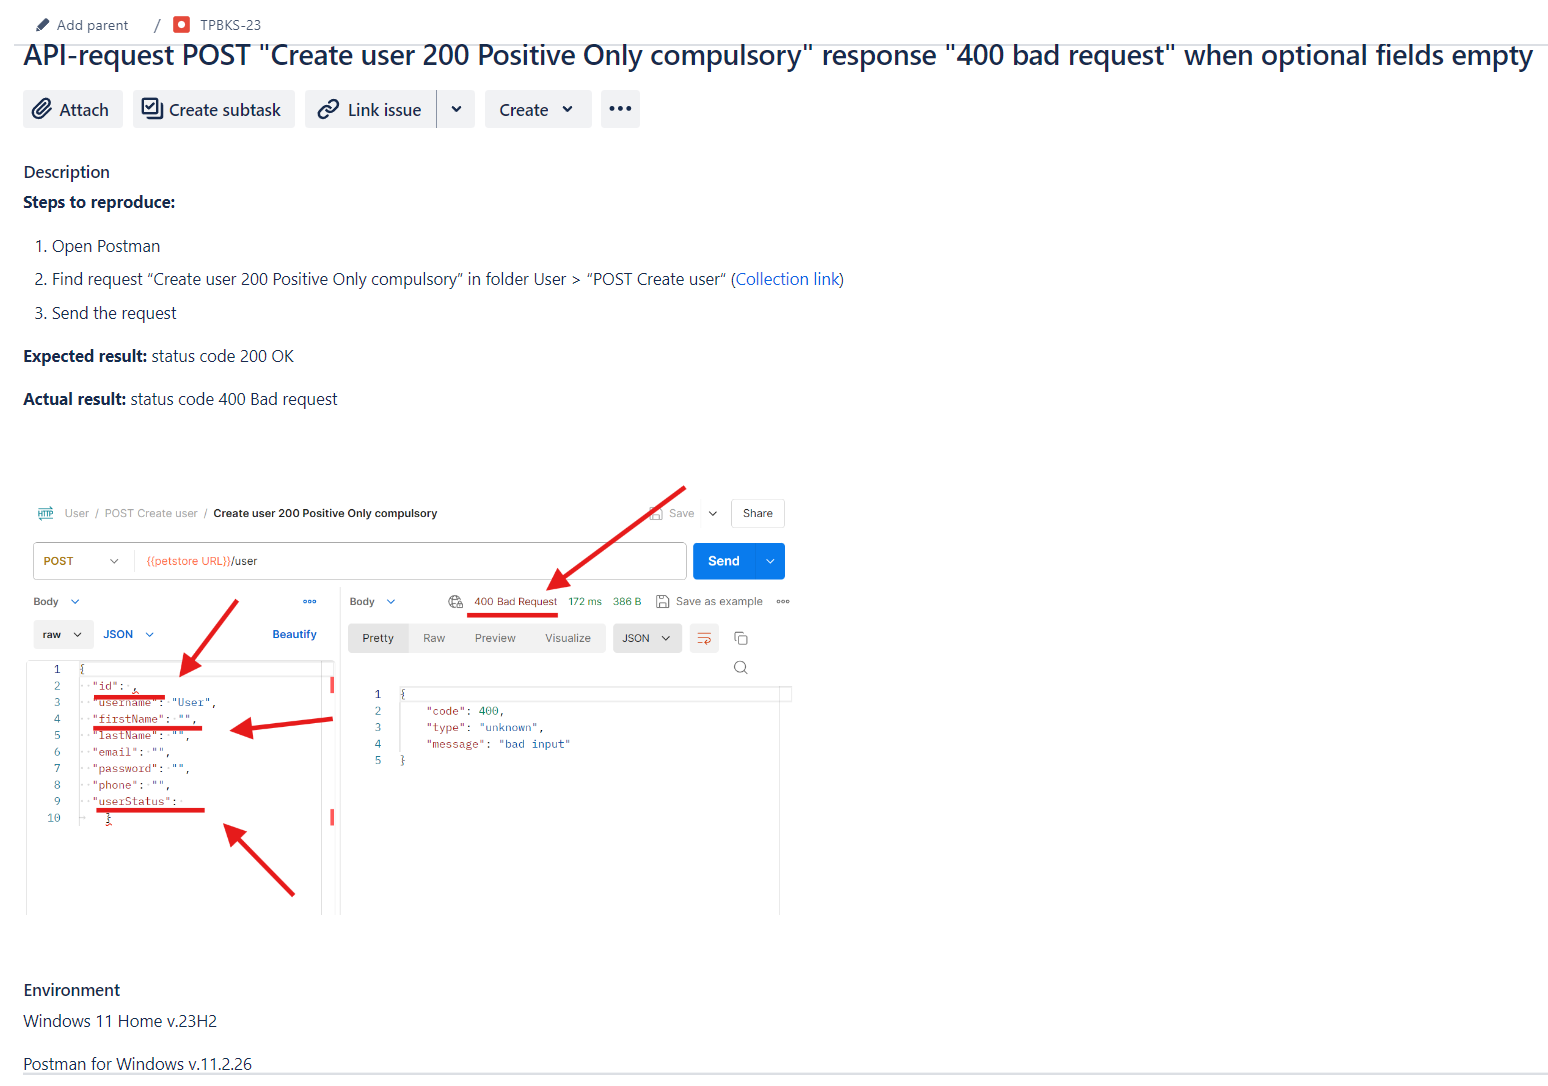 Add parent / TPBKS-23
API-request POST "Create user 200 Positive Only compulsory" response "400 bad request" when optional fields empty
Attach Create subtask Link issue Create •••
Description
Steps to reproduce:
1. Open Postman
2. Find request “Create user 200 Positive Only compulsory” in folder User > “POST Create user“ (Collection link)
3. Send the request
Expected result: status code 200 OK
Actual result: status code 400 Bad request
HTTP User / POST Create user / Create user 200 Positive Only compulsory Save Share
POST {{petstore URL}}/user Send
Body
raw JSON Beautify
1 {
2 "id": ,
3 "username": "User",
4 "firstName": "",
5 "lastName": "",
6 "email": "",
7 "password": "",
8 "phone": "",
9 "userStatus":
10 }
Body 400 Bad Request 172 ms 386 B Save as example
Pretty Raw Preview Visualize JSON
1 {
2 "code": 400,
3 "type": "unknown",
4 "message": "bad input"
5 }
Environment
Windows 11 Home v.23H2
Postman for Windows v.11.2.26